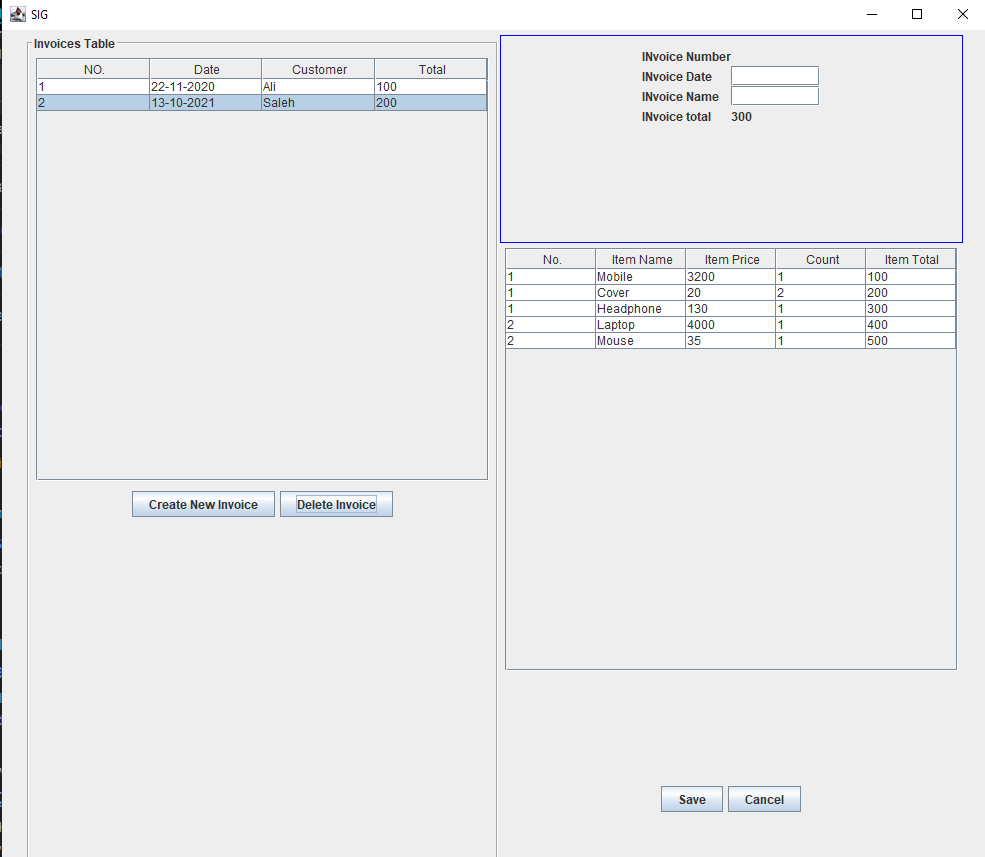 SIG
Invoices Table
NO. Date Customer Total
1 22-11-2020 Ali 100
2 13-10-2021 Saleh 200
Create New Invoice Delete Invoice
INvoice Number
INvoice Date
INvoice Name
INvoice total 300
No. Item Name Item Price Count Item Total
1 Mobile 3200 1 100
1 Cover 20 2 200
1 Headphone 130 1 300
2 Laptop 4000 1 400
2 Mouse 35 1 500
Save Cancel